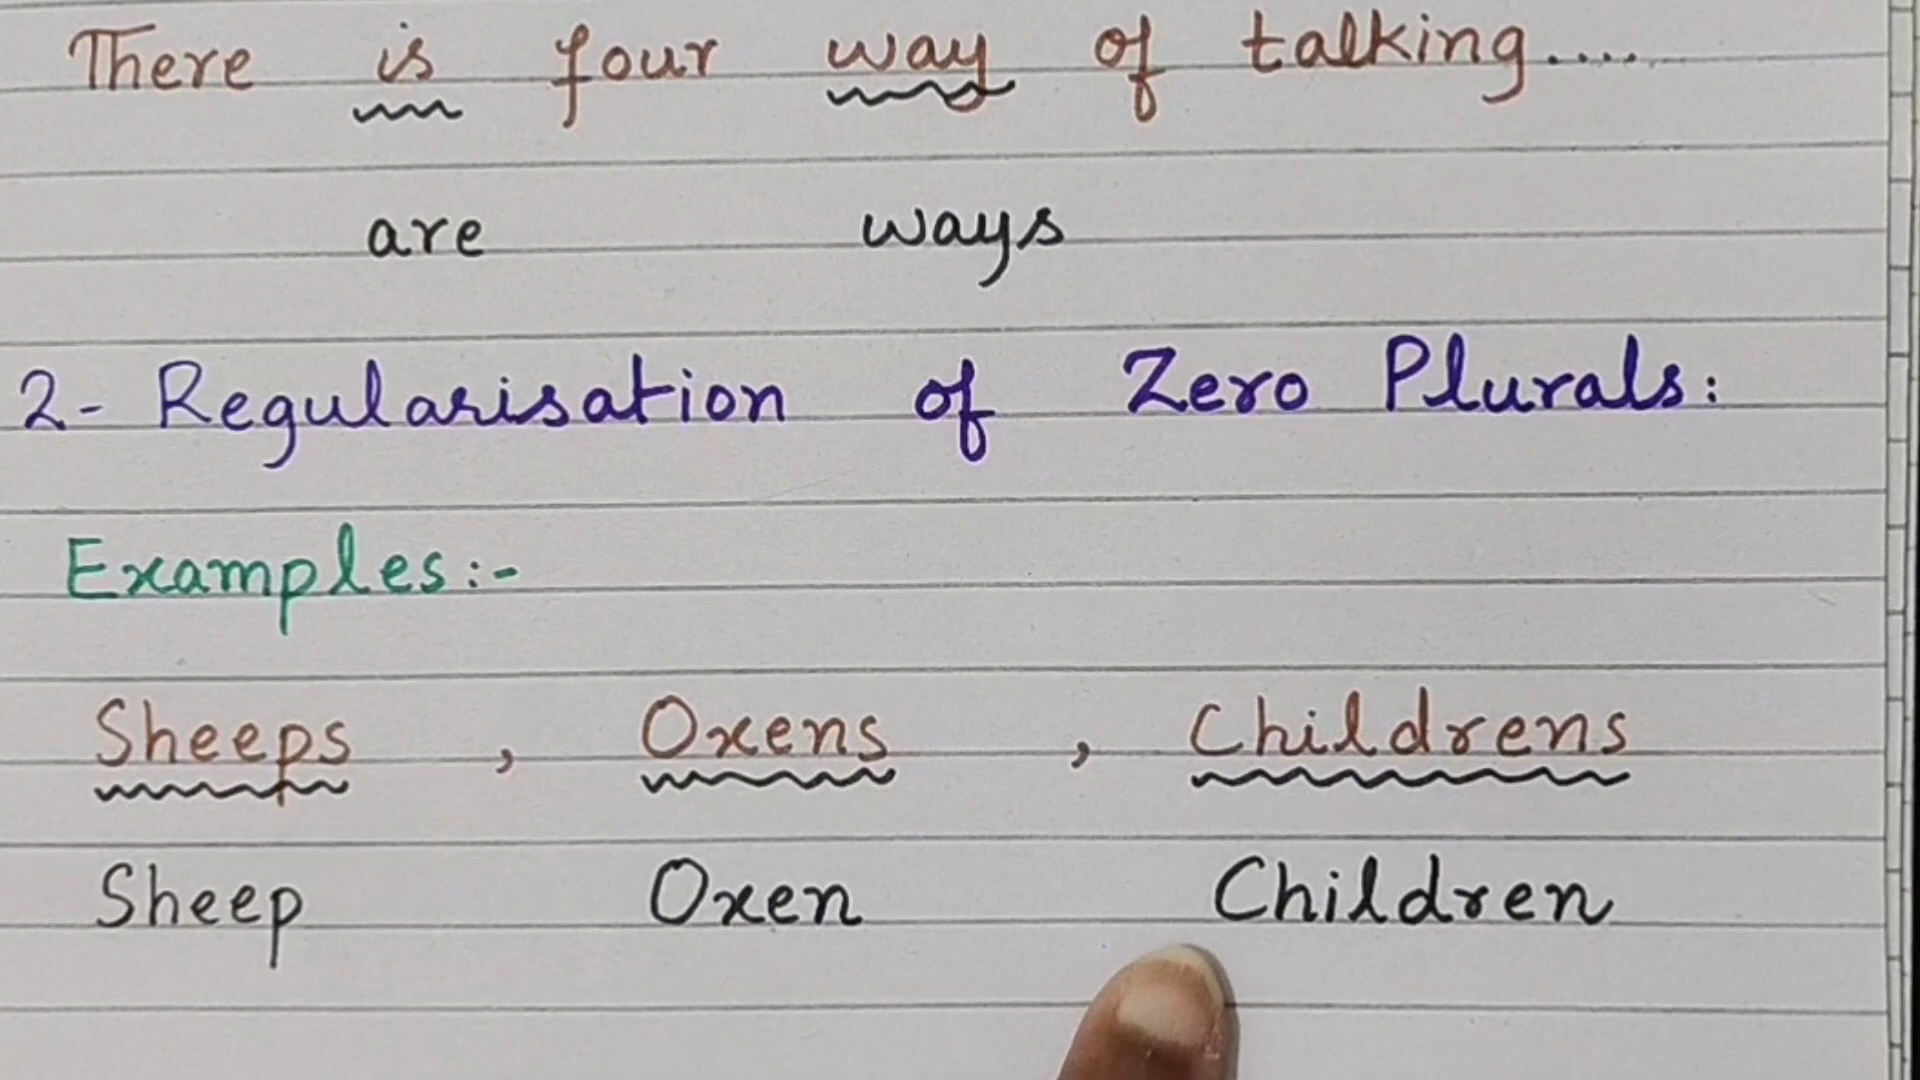 There is four way of talking.....
are ways
2- Regularisation of Zero Plurals:
Examples:-
Sheeps , Oxens , Childrens
Sheep Oxen Children